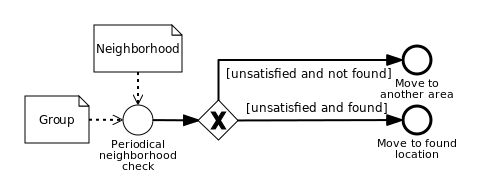 Neighborhood
[unsatisfied and not found]
Move to
another area
Group
X
[unsatisfied and found]
Periodical
neighborhood
check
Move to found
location